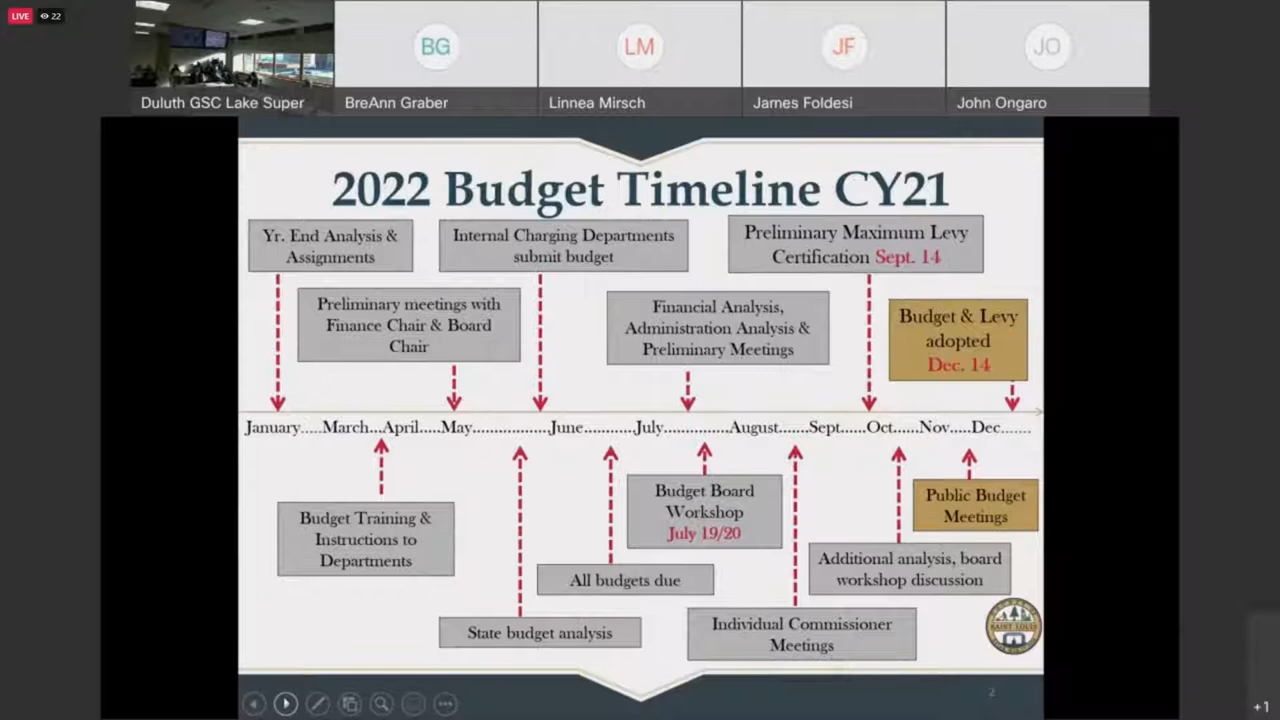 LIVE
22
BG
LM
JF
JO
Duluth GSC Lake Super
BreAnn Graber
Linnea Mirsch
James Foldesi
John Ongaro
2022 Budget Timeline CY21
Yr. End Analysis &
Assignments
Internal Charging Departments
submit budget
Preliminary Maximum Levy
Certification Sept. 14
Preliminary meetings with
Finance Chair & Board
Chair
Financial Analysis,
Administration Analysis &
Preliminary Meetings
Budget & Levy
adopted
Dec. 14
January.....March...April.....May...................June...........July..............August......Sept......Oct......Nov.....Dec.......
Budget Training &
Instructions to
Departments
Budget Board
Workshop
July 19/20
Public Budget
Meetings
All budgets due
Additional analysis, board
workshop discussion
State budget analysis
Individual Commissioner
Meetings
SAINT LOUIS
2
+1